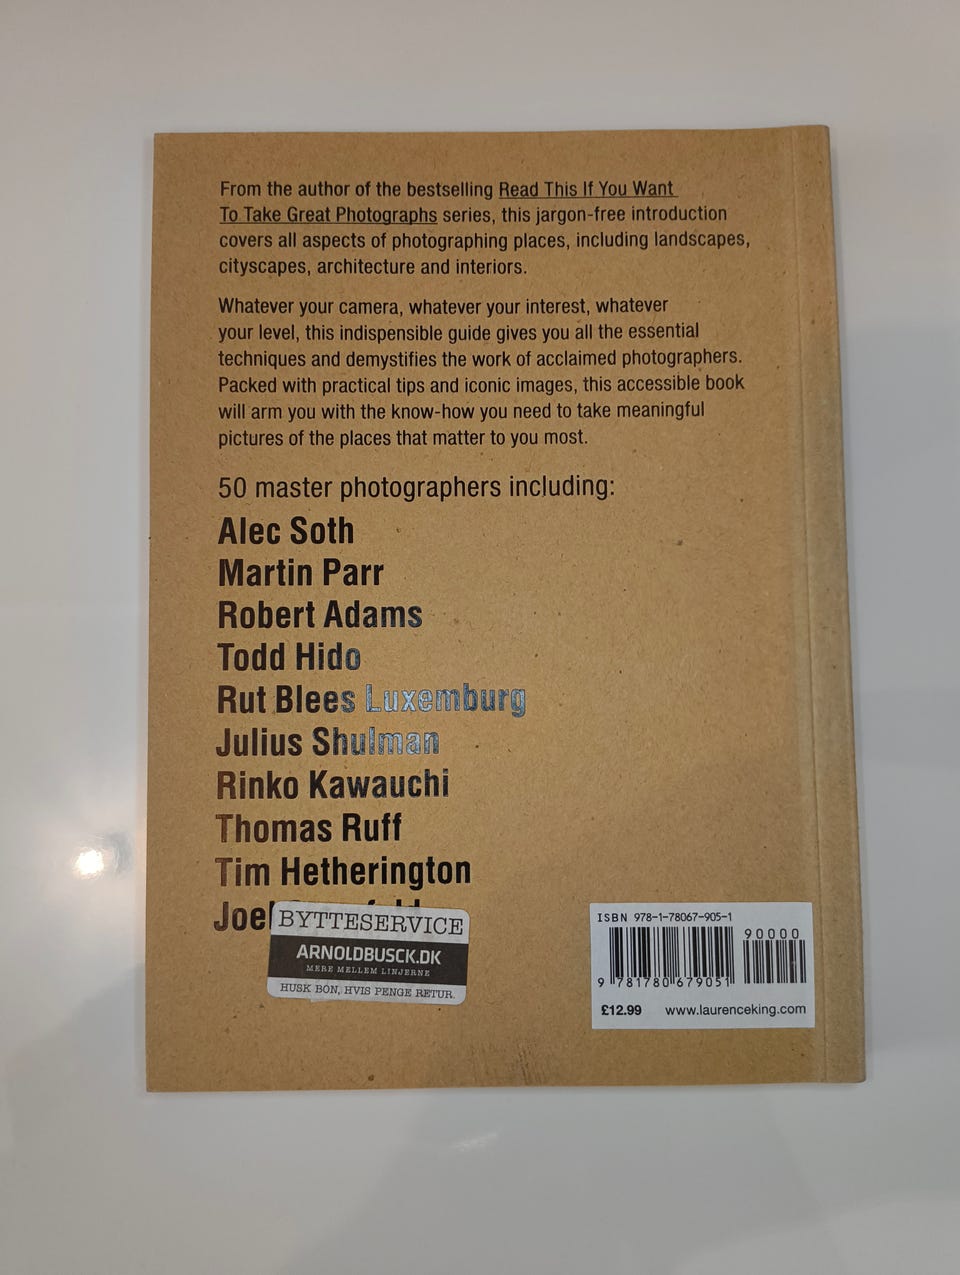 From the author of the bestselling Read This If You Want
To Take Great Photographs series, this jargon-free introduction
covers all aspects of photographing places, including landscapes,
cityscapes, architecture and interiors.
Whatever your camera, whatever your interest, whatever
your level, this indispensible guide gives you all the essential
techniques and demystifies the work of acclaimed photographers.
Packed with practical tips and iconic images, this accessible book
will arm you with the know-how you need to take meaningful
pictures of the places that matter to you most.
50 master photographers including:
Alec Soth
Martin Parr
Robert Adams
Todd Hido
Rut Blees Luxemburg
Julius Shulman
Rinko Kawauchi
Thomas Ruff
Tim Hetherington
Joel
BYTTESERVICE
ARNOLDBUSCK.DK
MERE MELLEM LINJERNE
HUSK BON, HVIS PENGE RETUR.
ISBN 978-1-78067-905-1
90000
9 781780 679051
£12.99 www.laurenceking.com